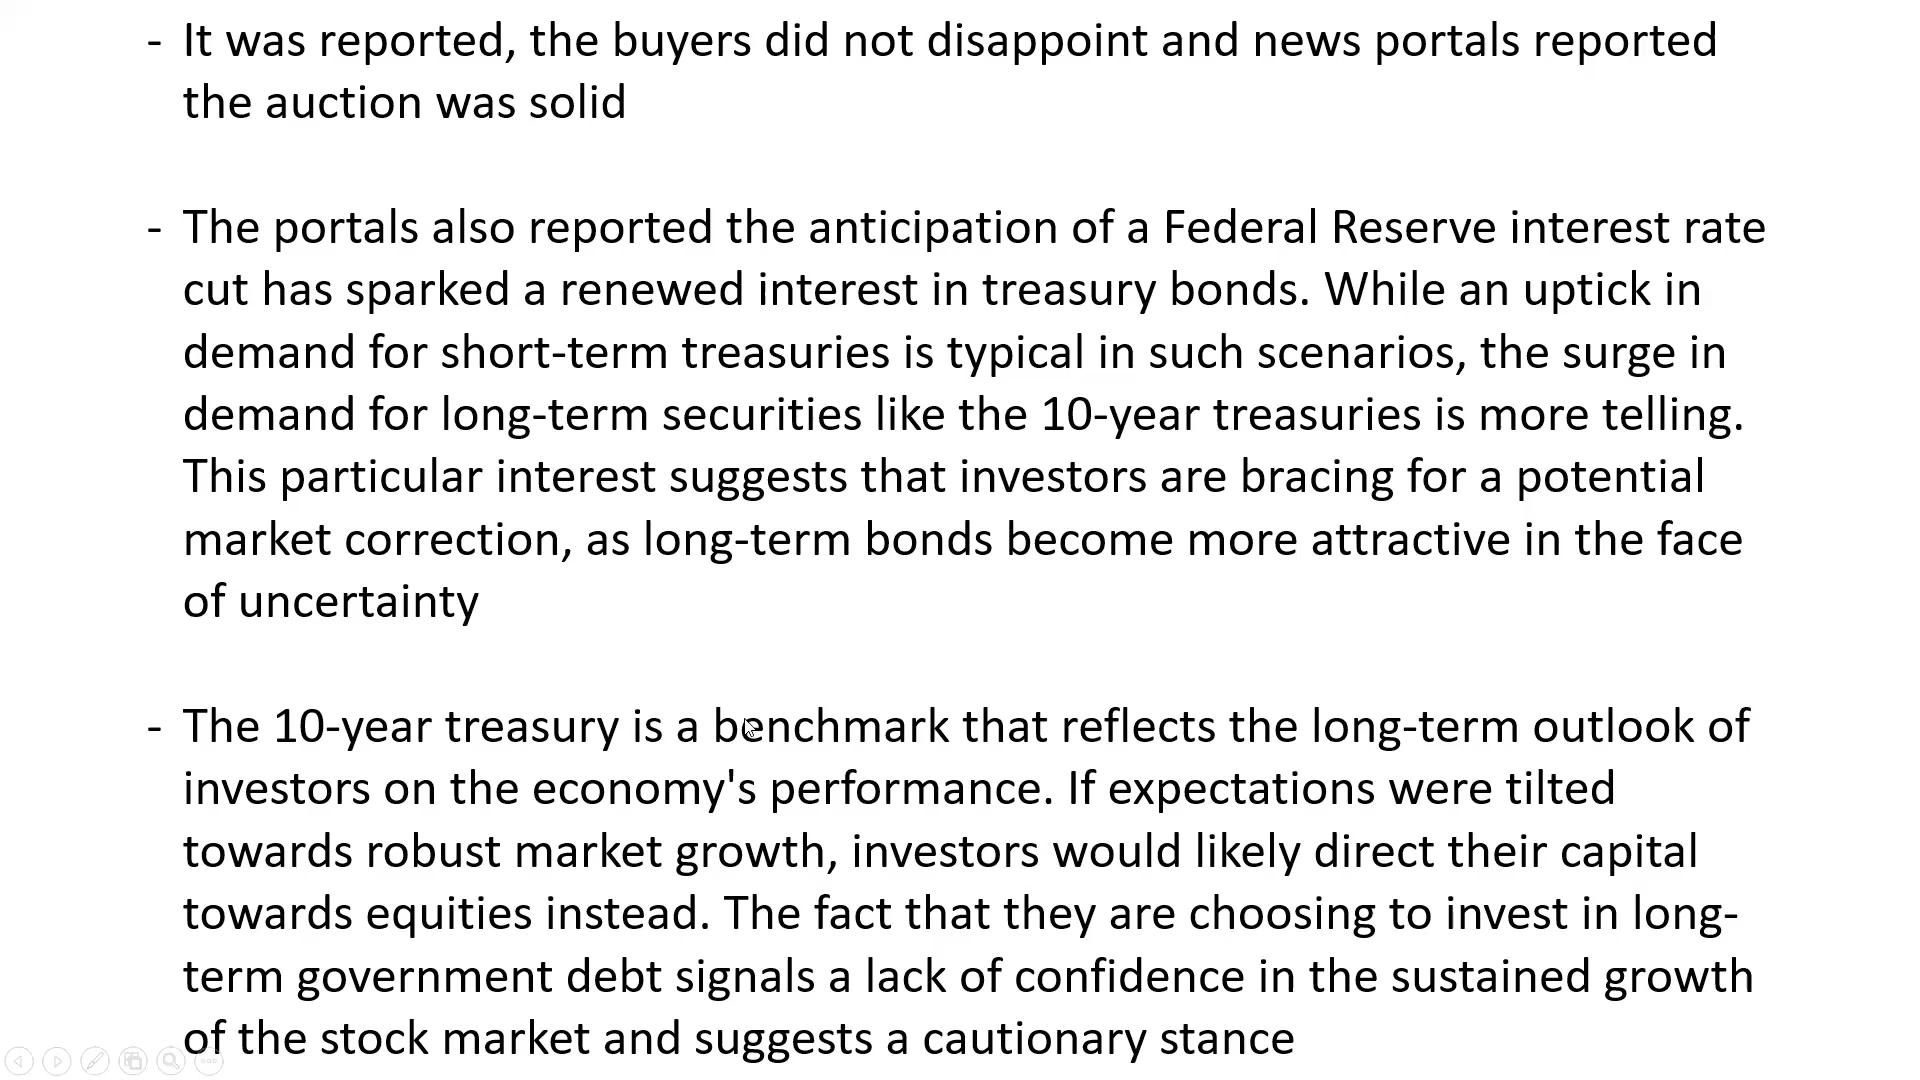 - It was reported, the buyers did not disappoint and news portals reported
the auction was solid
- The portals also reported the anticipation of a Federal Reserve interest rate
cut has sparked a renewed interest in treasury bonds. While an uptick in
demand for short-term treasuries is typical in such scenarios, the surge in
demand for long-term securities like the 10-year treasuries is more telling.
This particular interest suggests that investors are bracing for a potential
market correction, as long-term bonds become more attractive in the face
of uncertainty
- The 10-year treasury is a benchmark that reflects the long-term outlook of
investors on the economy's performance. If expectations were tilted
towards robust market growth, investors would likely direct their capital
towards equities instead. The fact that they are choosing to invest in long-
term government debt signals a lack of confidence in the sustained growth
of the stock market and suggests a cautionary stance